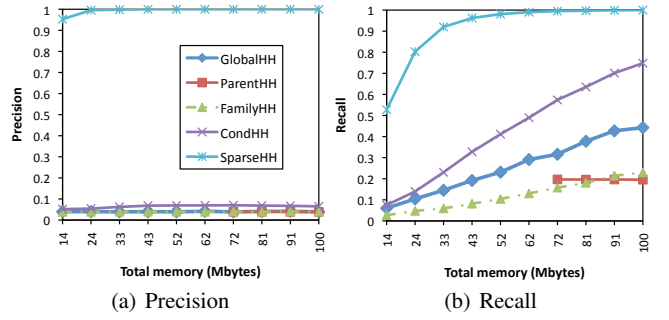 1
0.9
0.8
0.7
0.6
0.5
0.4
0.3
0.2
0.1
0
Precision
GlobalHH
ParentHH
FamilyHH
CondHH
SparseHH
14 24 33 43 52 62 72 81 91 100
Total memory (Mbytes)
(a) Precision
1
0.9
0.8
0.7
0.6
0.5
0.4
0.3
0.2
0.1
0
Recall
14 24 33 43 52 62 72 81 91 100
Total memory (Mbytes)
(b) Recall